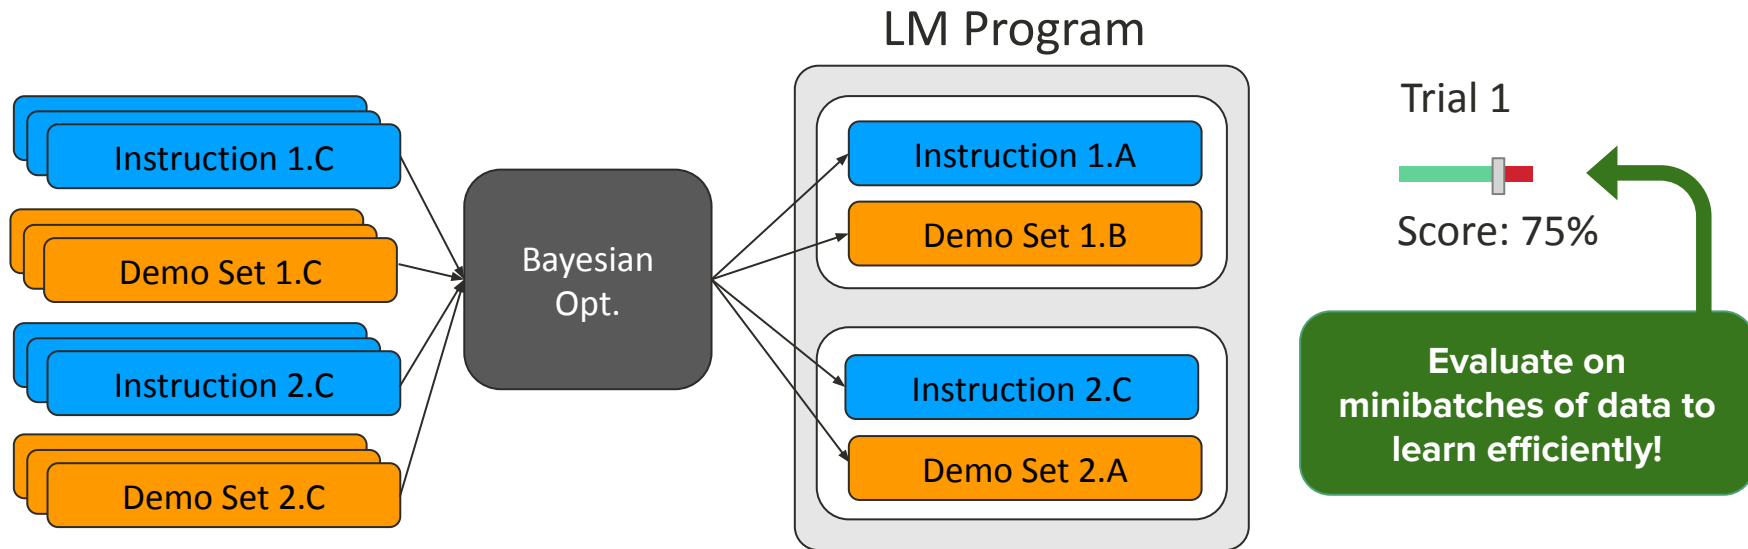 LM Program
Instruction 1.C
Demo Set 1.C
Instruction 2.C
Demo Set 2.C
Bayesian
Opt.
Instruction 1.A
Demo Set 1.B
Instruction 2.C
Demo Set 2.A
Trial 1
Score: 75%
Evaluate on
minibatches of data to
learn efficiently!